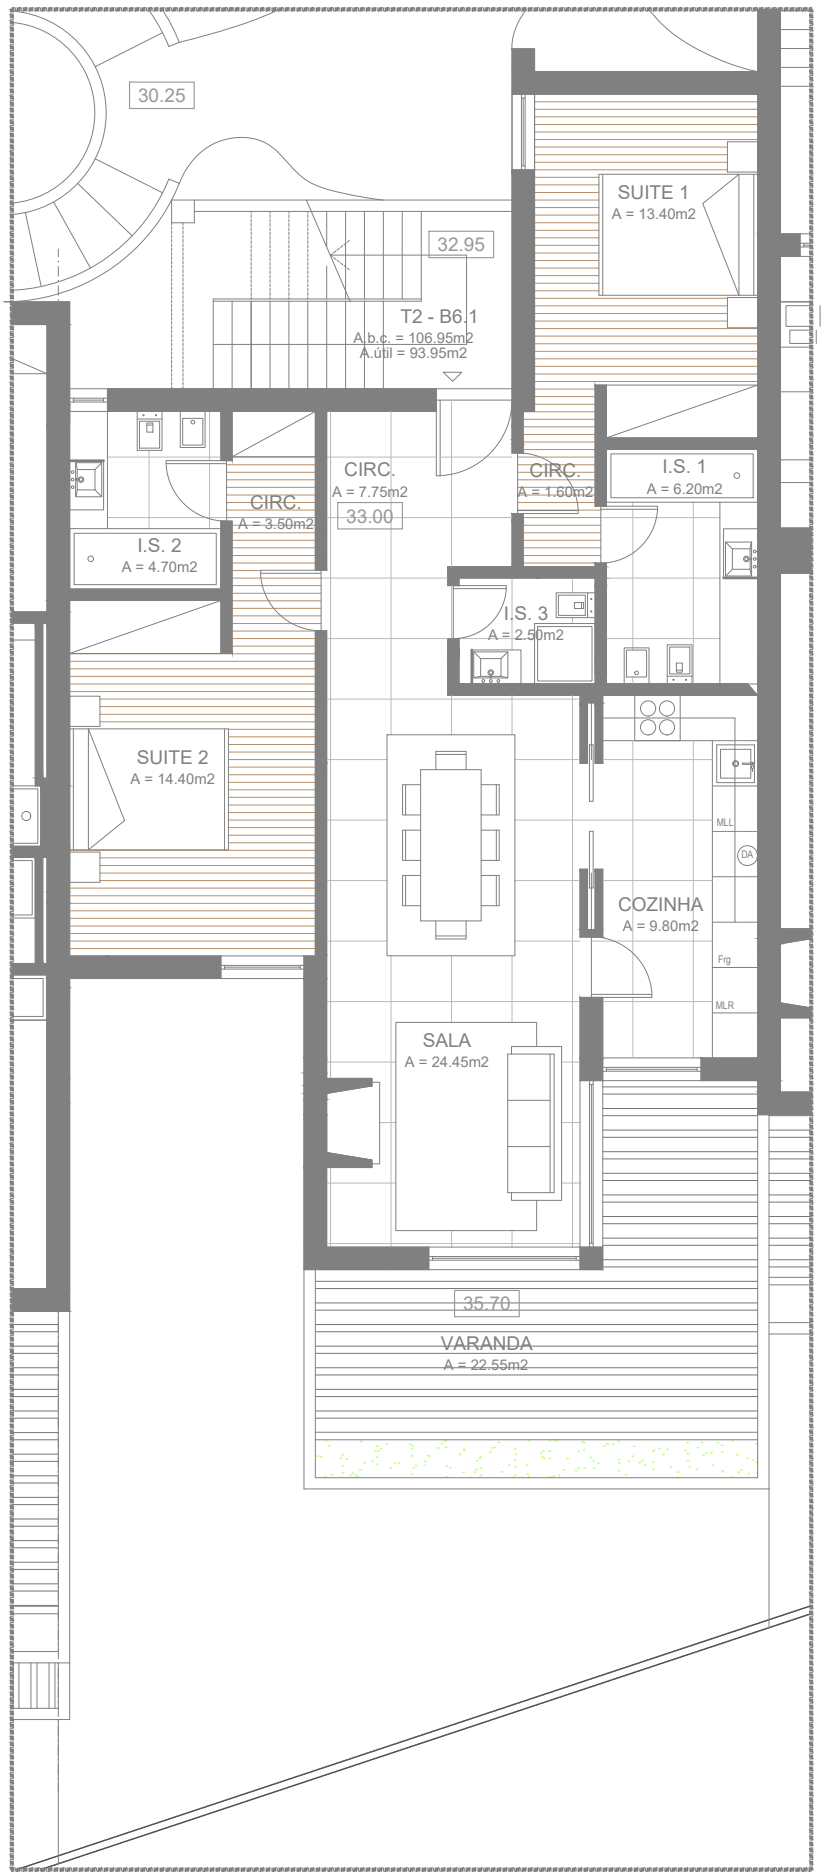 30.25
SUITE 1
A = 13.40m2
32.95
T2 - B6.1
A.b.c. = 106.95m2
A.útil = 93.95m2
CIRC.
A = 7.75m2
33.00
CIRC.
A = 1.60m2
I.S. 1
A = 6.20m2
CIRC.
A = 3.50m2
I.S. 2
A = 4.70m2
I.S. 3
A = 2.50m2
SUITE 2
A = 14.40m2
MLL
DA
COZINHA
A = 9.80m2
Frg
MLR
SALA
A = 24.45m2
35.70
VARANDA
A = 22.55m2